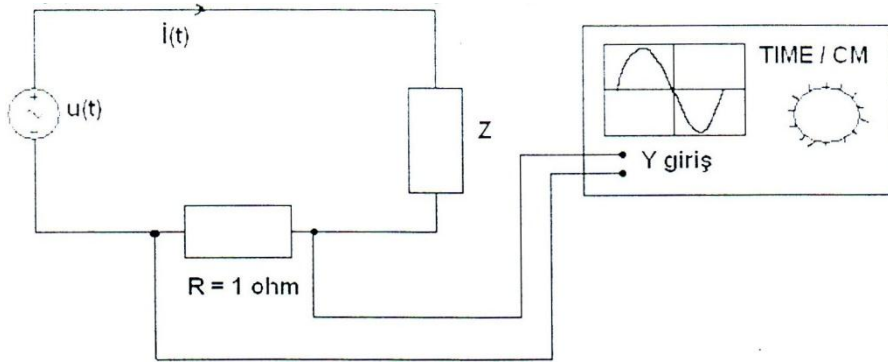 i(t)
TIME / CM
u(t)
+
Z
Y giriş
R = 1 ohm